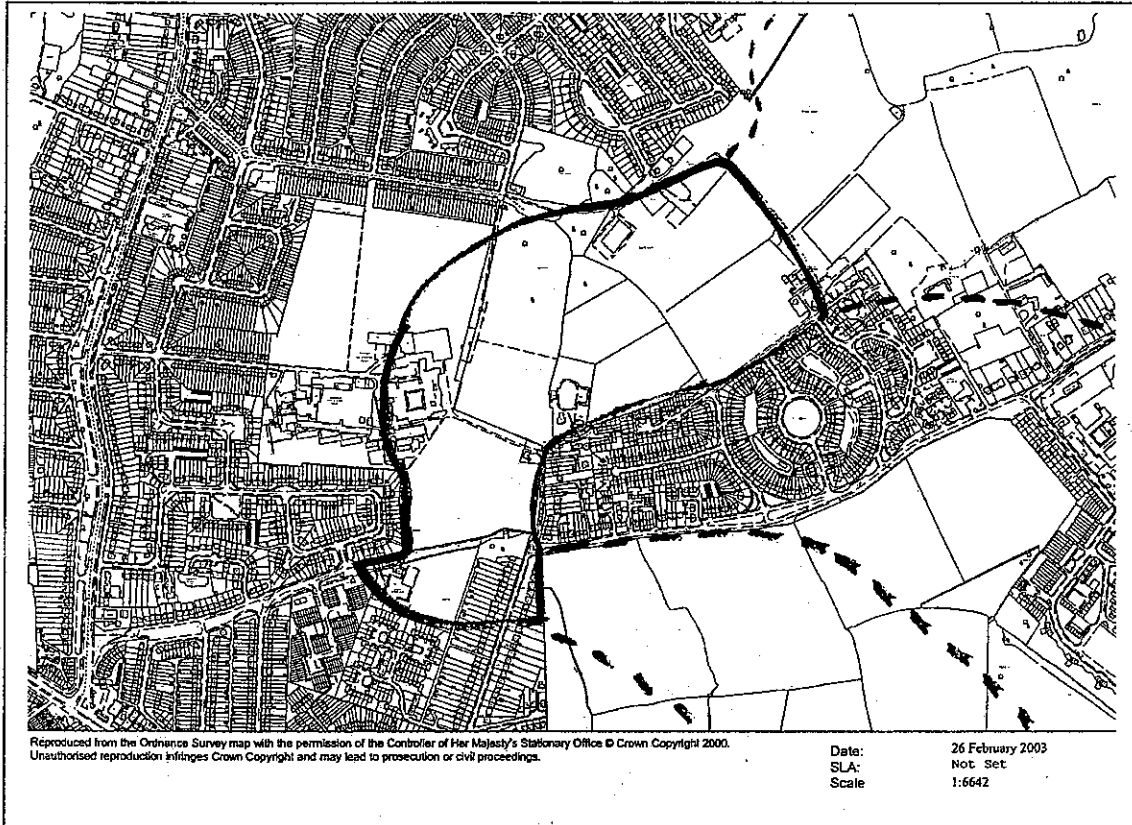 Reproduced from the Ordnance Survey map with the permission of the Controller of Her Majesty's Stationary Office © Crown Copyright 2000.
Unauthorised reproduction infringes Crown Copyright and may lead to prosecution or civil proceedings.
Date: 26 February 2003
SLA: Not Set
Scale 1:6642